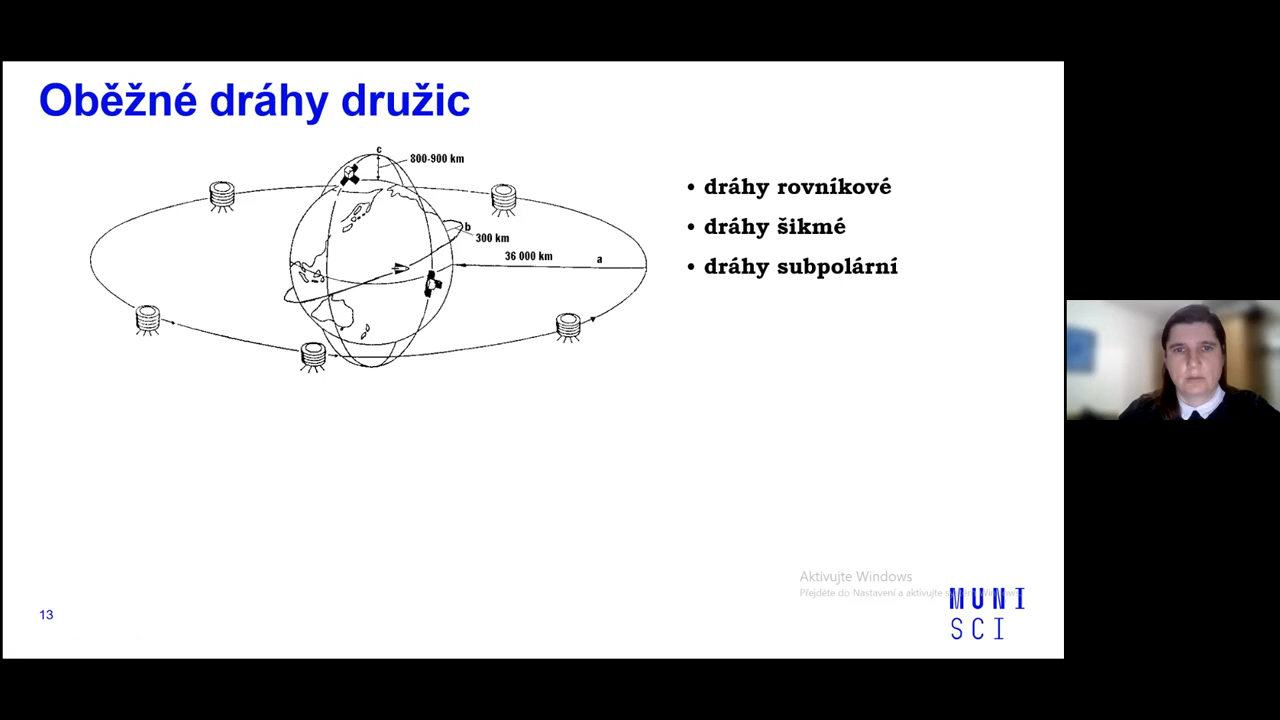 Oběžné dráhy družic
c
800-900 km
b
300 km
36 000 km
a
• dráhy rovníkové
• dráhy šikmé
• dráhy subpolární
Aktivujte Windows
Přejděte do Nastavení a aktivujte
13
MUNI
SCI